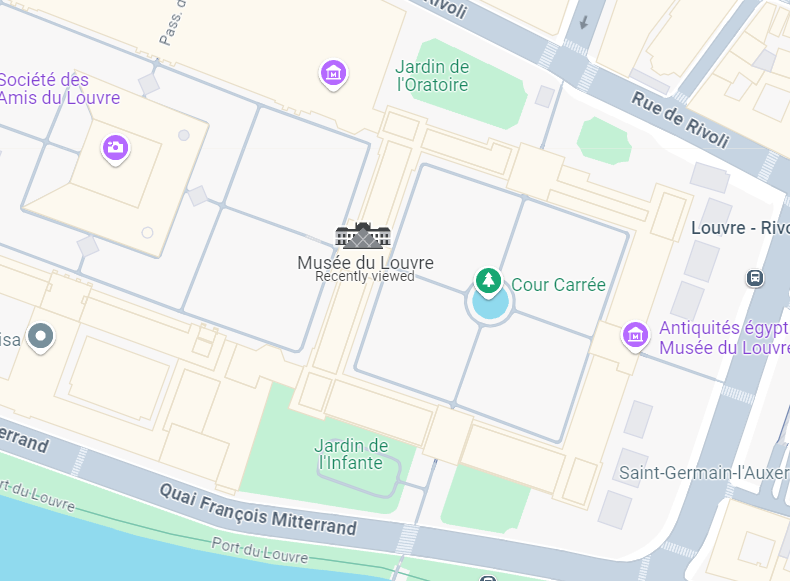 Rivoli
Pass. d
Société des
Amis du Louvre
Jardin de
l'Oratoire
Rue de Rivoli
Louvre - Rivo
Musée du Louvre
Recently viewed
Cour Carrée
isa
Antiquités égypt
Musée du Louvre
Jardin de
l'Infante
Saint-Germain-l'Auxer
errand
rt du Louvre
Quai François Mitterrand
Port du Louvre